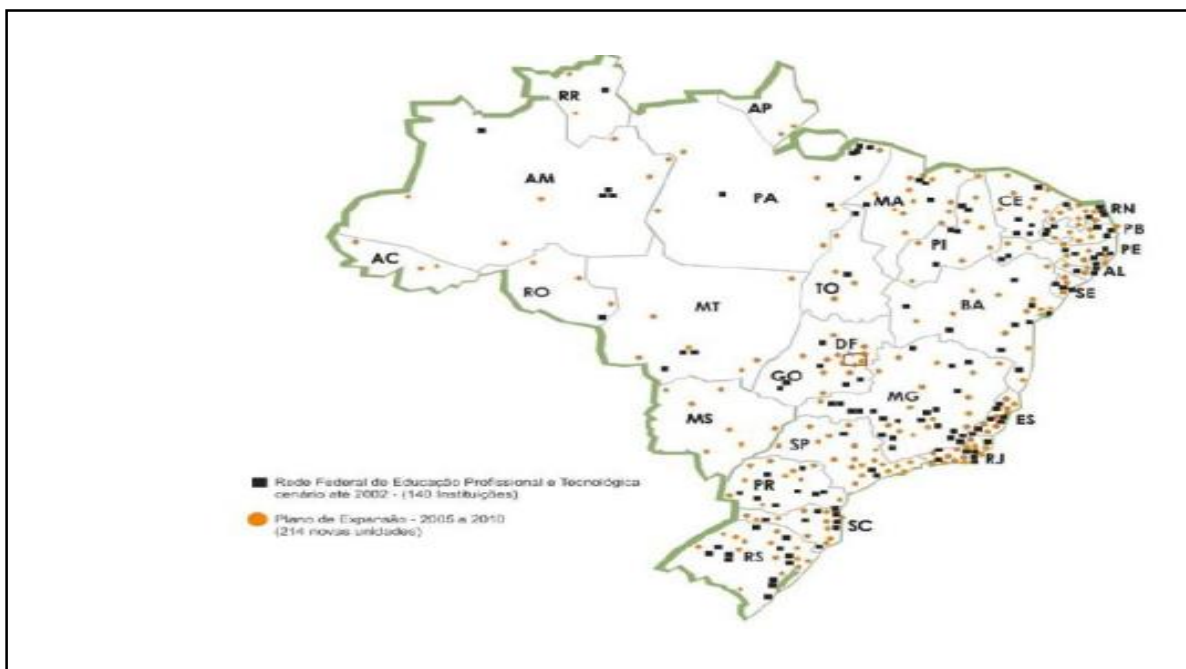 RR
AP
AM
PA
MA
CE
RN
PB
PI
PE
AC
AL
TO
SE
RO
BA
MT
DF
GO
MG
MS
ES
SP
RJ
PR
SC
RS
Rede Federal de Educação Profissional e Tecnológica
cenário até 2002 - (140 Instituições)
Plano de Expansão - 2005 a 2010
(214 novas unidades)